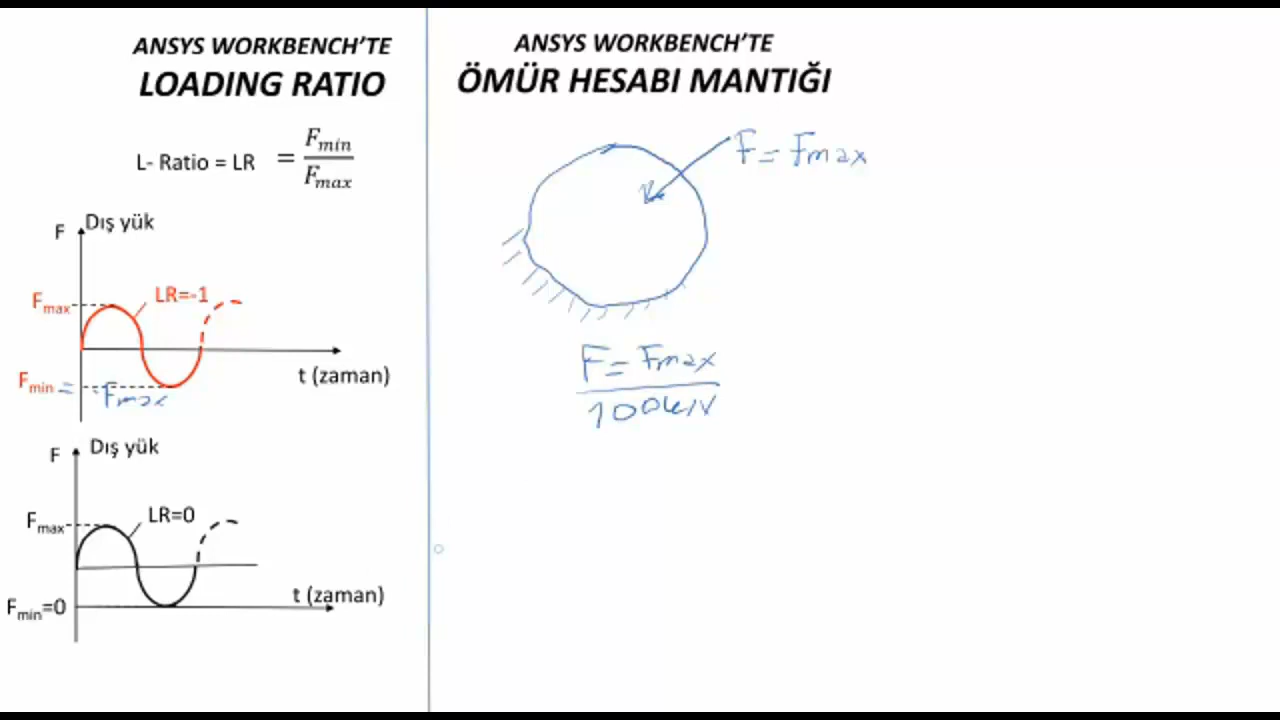 ANSYS WORKBENCH'TE
LOADING RATIO
L- Ratio = LR = Fmin / Fmax
F Dış yük
Fmax
LR=-1
t (zaman)
Fmin = -Fmax
F Dış yük
Fmax
LR=0
t (zaman)
Fmin=0
ANSYS WORKBENCH'TE
ÖMÜR HESABI MANTIĞI
F = Fmax
F = Fmax
100kN